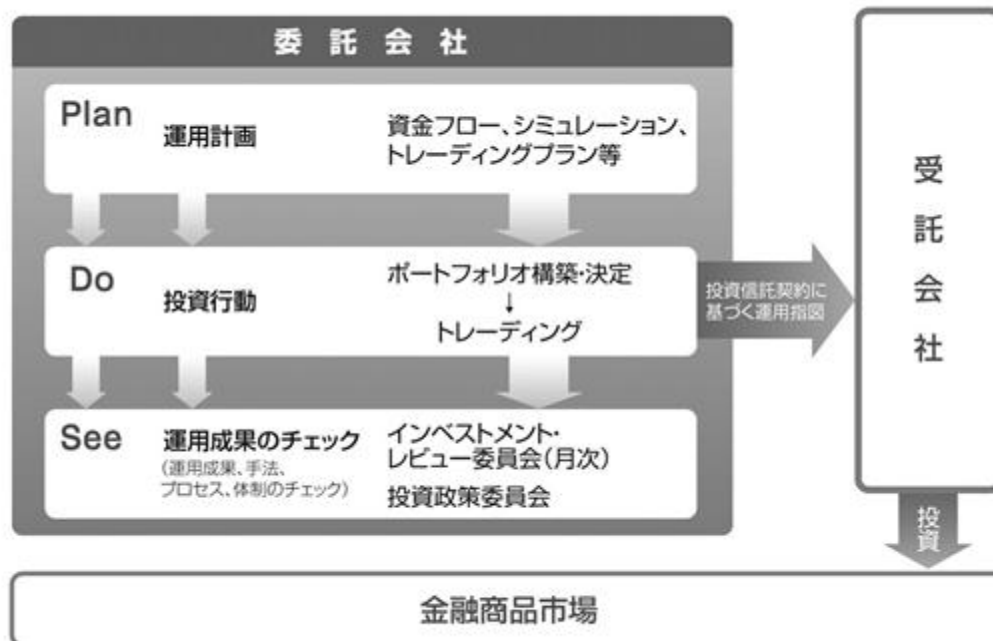 委託会社
Plan
運用計画
資金フロー、シミュレーション、
トレーディングプラン等
Do
投資行動
ポートフォリオ構築・決定
↓
トレーディング
See
運用成果のチェック
(運用成果、手法、
プロセス、体制のチェック)
インベストメント・
レビュー委員会(月次)
投資政策委員会
投資信託契約に
基づく運用指図
受託会社
投資
金融商品市場